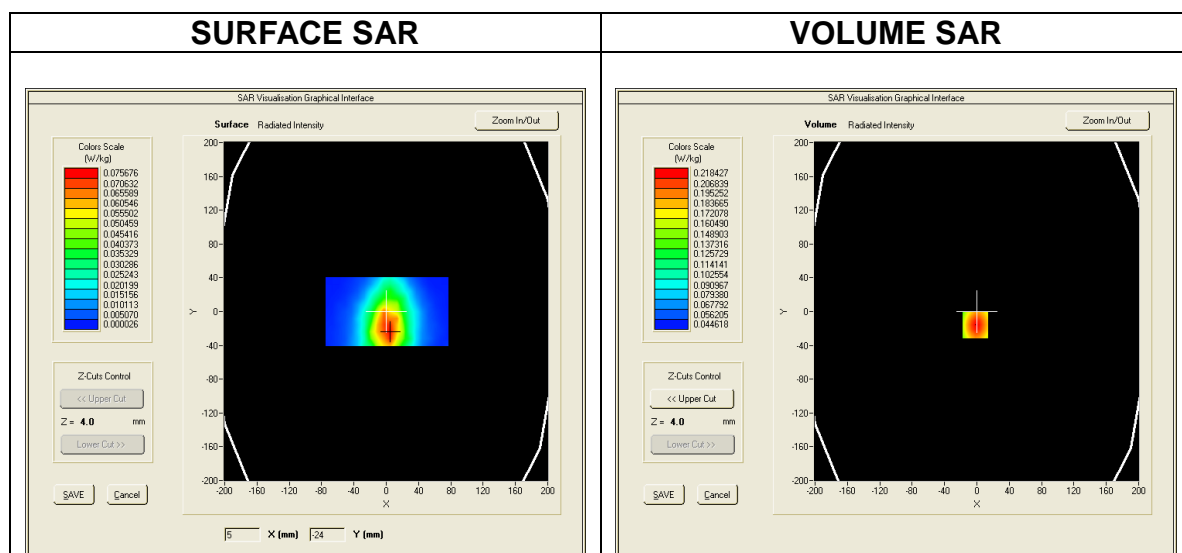 SURFACE SAR
VOLUME SAR
SAR Visualisation Graphical Interface
Surface Radiated Intensity
Zoom In/Out
Colors Scale
(W/kg)
0.075676
0.070632
0.065589
0.060546
0.055502
0.050459
0.045416
0.040373
0.035329
0.030286
0.025243
0.020199
0.015156
0.010113
0.005070
0.000026
Z-Cuts Control
<< Upper Cut
Z = 4.0 mm
Lower Cut >>
SAVE
Cancel
200
160
120
80
40
0
-40
-80
-120
-160
-200
Y
-200 -160 -120 -80 -40 0 40 80 120 160 200
X
5 X (mm) -24 Y (mm)
SAR Visualisation Graphical Interface
Volume Radiated Intensity
Zoom In/Out
Colors Scale
(W/kg)
0.218427
0.206839
0.195252
0.183665
0.172078
0.160490
0.148903
0.137316
0.125729
0.114141
0.102554
0.090967
0.079380
0.067792
0.056205
0.044618
Z-Cuts Control
<< Upper Cut
Z = 4.0 mm
Lower Cut >>
SAVE
Cancel
200
160
120
80
40
0
-40
-80
-120
-160
-200
Y
-200 -160 -120 -80 -40 0 40 80 120 160 200
X